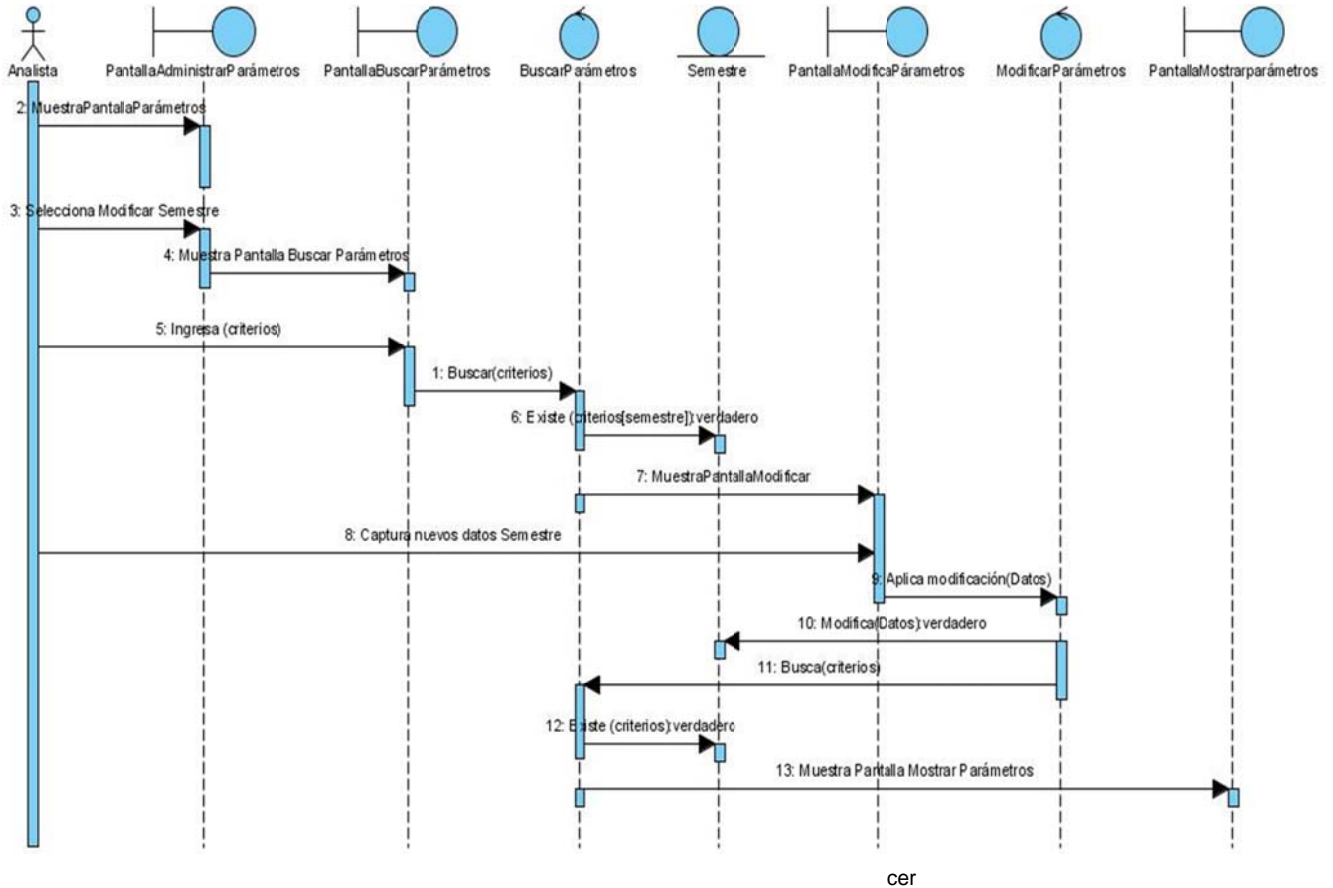 Analista
PantallaAdministrarParámetros
PantallaBuscarParámetros
BuscarParámetros
Semestre
PantallaModificaPárametros
ModificarParámetros
PantallaMostrarparámetros
2: MuestraPantallaParámetros
3: Selecciona Modificar Semestre
4: Muestra Pantalla Buscar Parámetros
5: Ingresa (criterios)
1: Buscar(criterios)
6: Existe (criterios[semestre]):verdadero
7: MuestraPantallaModificar
8: Captura nuevos datos Semestre
9: Aplica modificación(Datos)
10: Modifica(Datos):verdadero
11: Busca(criterios)
12: Existe (criterios):verdadero
13: Muestra Pantalla Mostrar Parámetros
cer